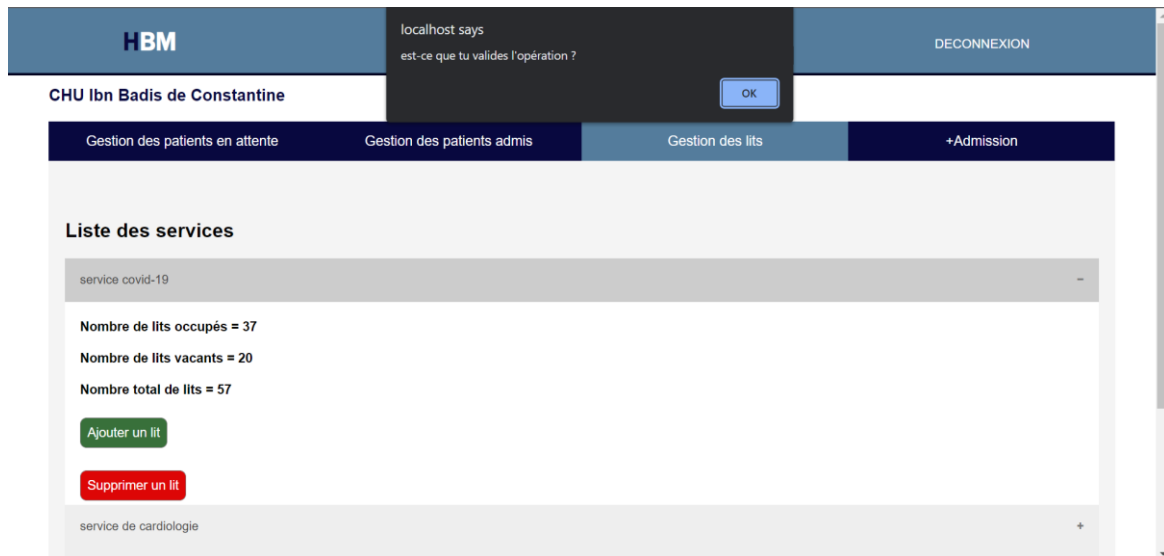 HBM
localhost says
est-ce que tu valides l'opération ?
OK
DECONNEXION
CHU Ibn Badis de Constantine
Gestion des patients en attente
Gestion des patients admis
Gestion des lits
+Admission
Liste des services
service covid-19
−
Nombre de lits occupés = 37
Nombre de lits vacants = 20
Nombre total de lits = 57
Ajouter un lit
Supprimer un lit
service de cardiologie
+